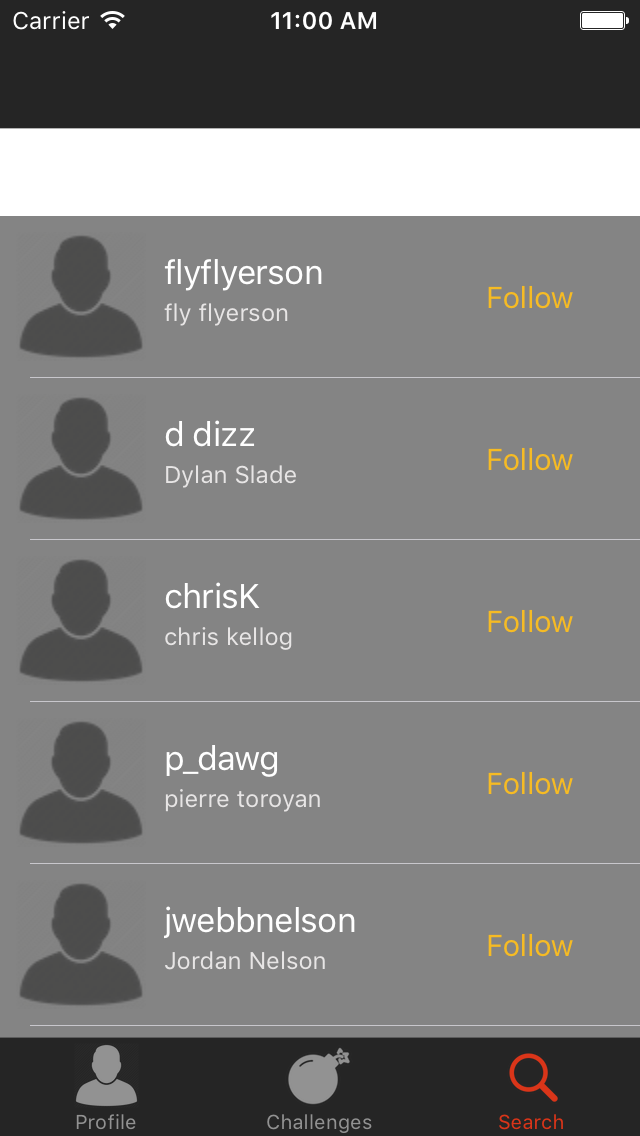 Carrier 11:00 AM
flyflyerson
fly flyerson
Follow
d dizz
Dylan Slade
Follow
chrisK
chris kellog
Follow
p_dawg
pierre toroyan
Follow
jwebbnelson
Jordan Nelson
Follow
Profile Challenges Search